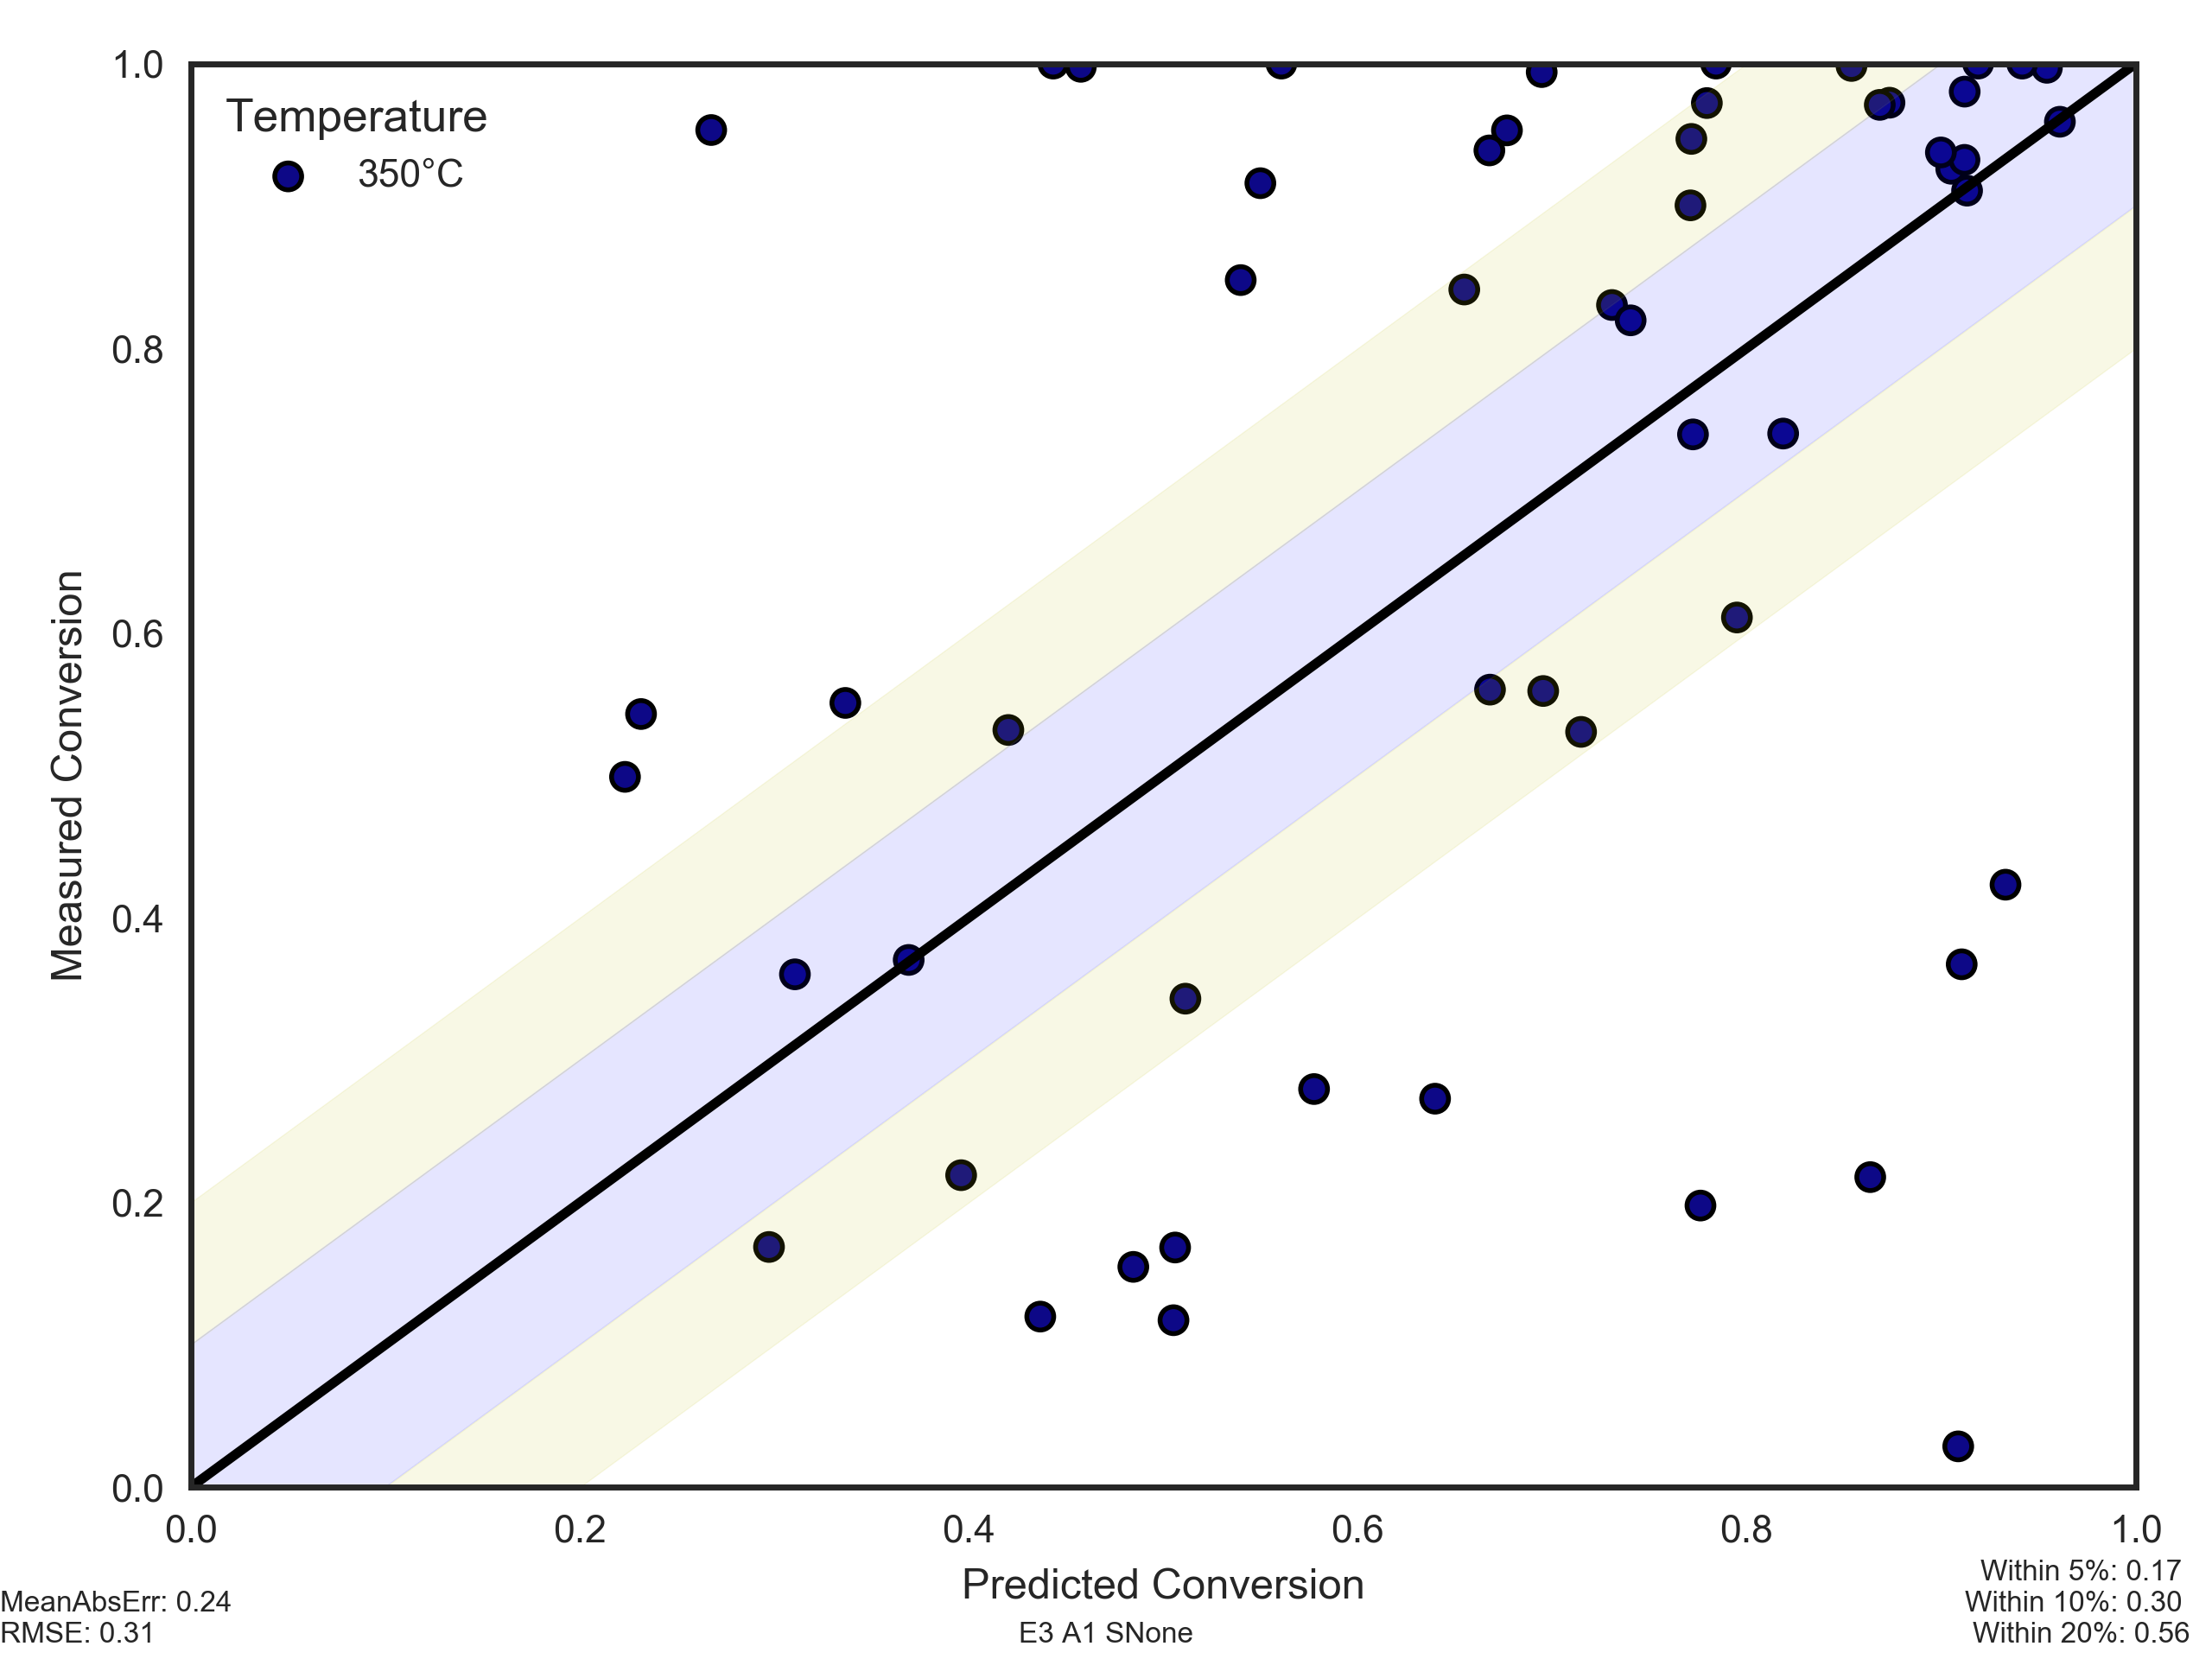 1.0
Temperature
350°C
0.8
0.6
0.4
0.2
0.0
Measured Conversion
0.0 0.2 0.4 0.6 0.8 1.0
Predicted Conversion
MeanAbsErr: 0.24
RMSE: 0.31
E3 A1 SNone
Within 5%: 0.17
Within 10%: 0.30
Within 20%: 0.56